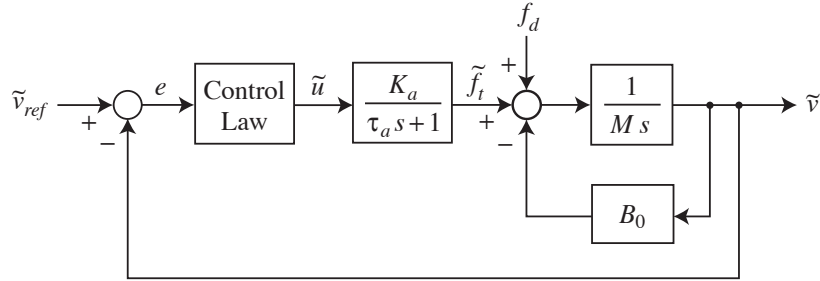 f_d
+
ṽ_ref
+
−
e
Control
Law
ũ
K_a
τ_a s + 1
f̃_t
+
−
1
M s
ṽ
B_0